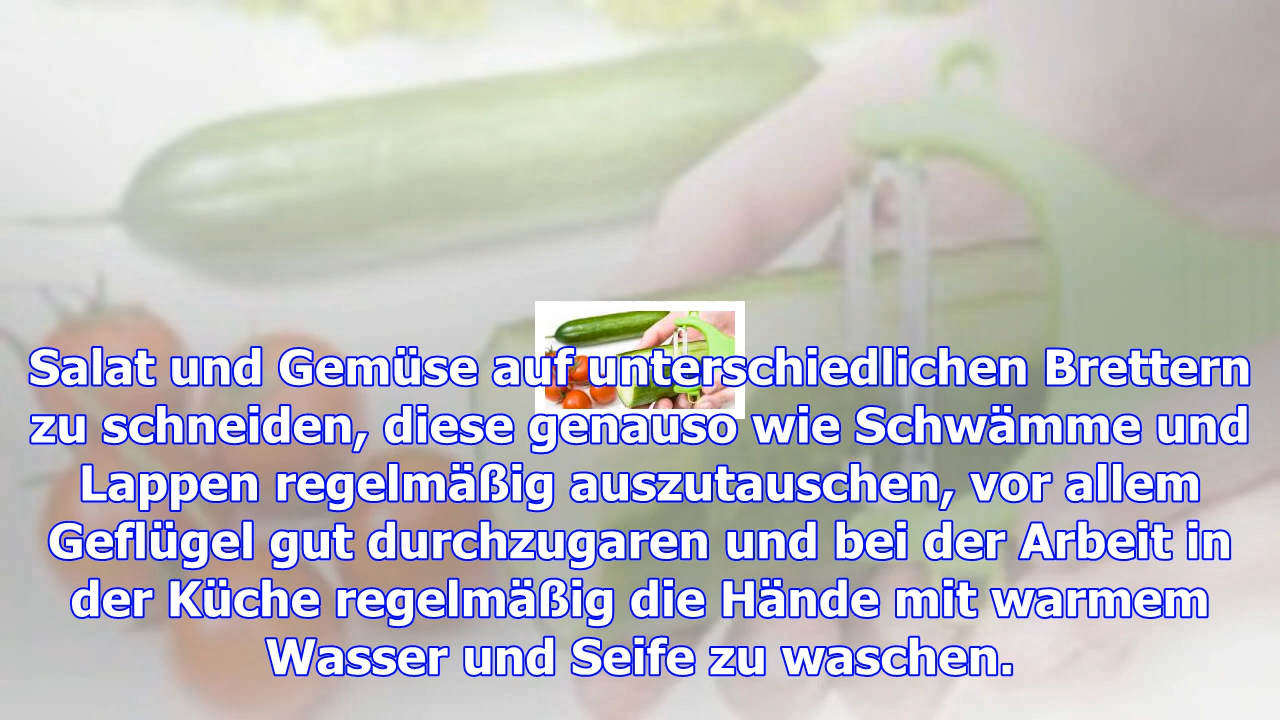 Salat und Gemüse auf unterschiedlichen Brettern
zu schneiden, diese genauso wie Schwämme und
Lappen regelmäßig auszutauschen, vor allem
Geflügel gut durchzugaren und bei der Arbeit in
der Küche regelmäßig die Hände mit warmem
Wasser und Seife zu waschen.